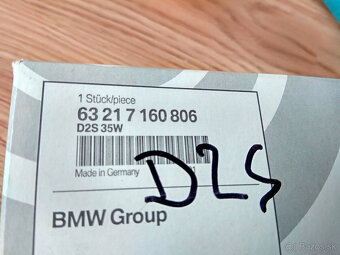 1 Stück/piece
63 21 7 160 806
D2S 35W
Made in Germany
D2S
BMW Group